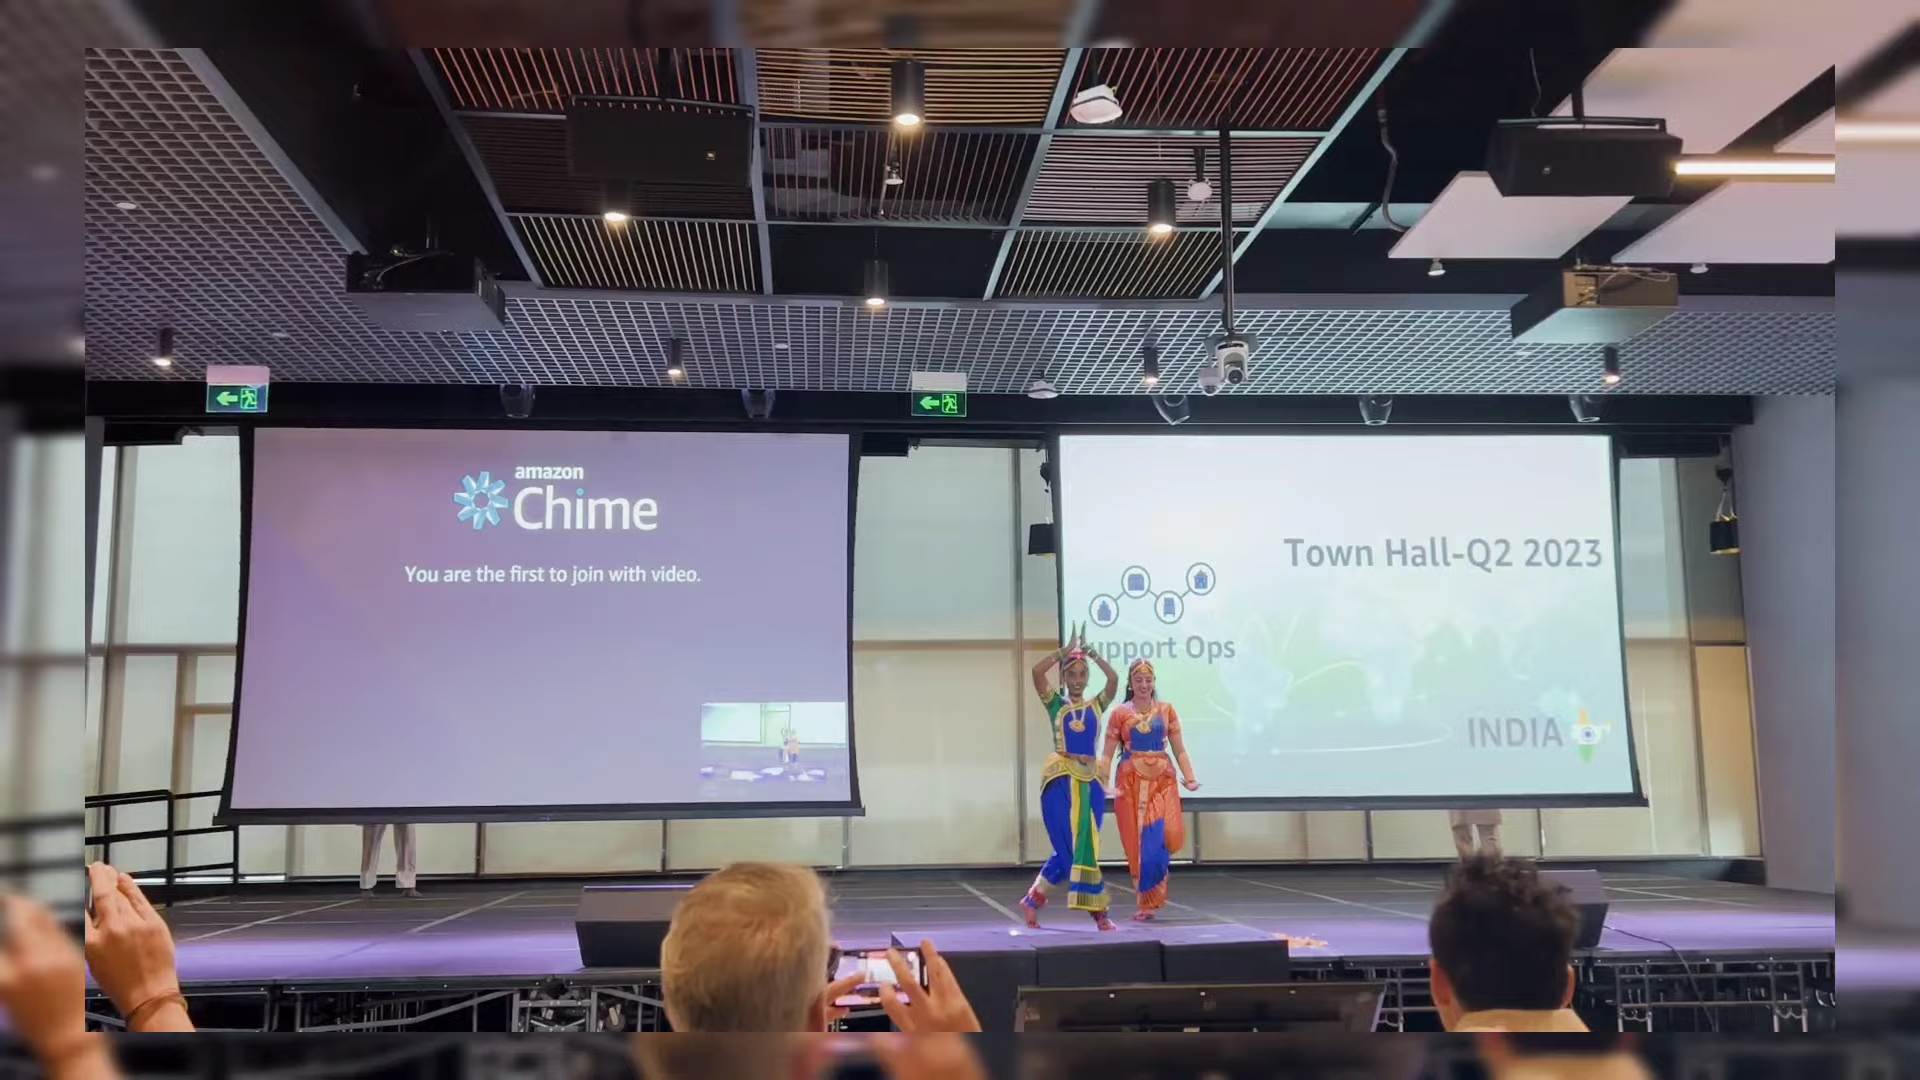 amazon
Chime
You are the first to join with video.
Town Hall-Q2 2023
upport Ops
INDIA